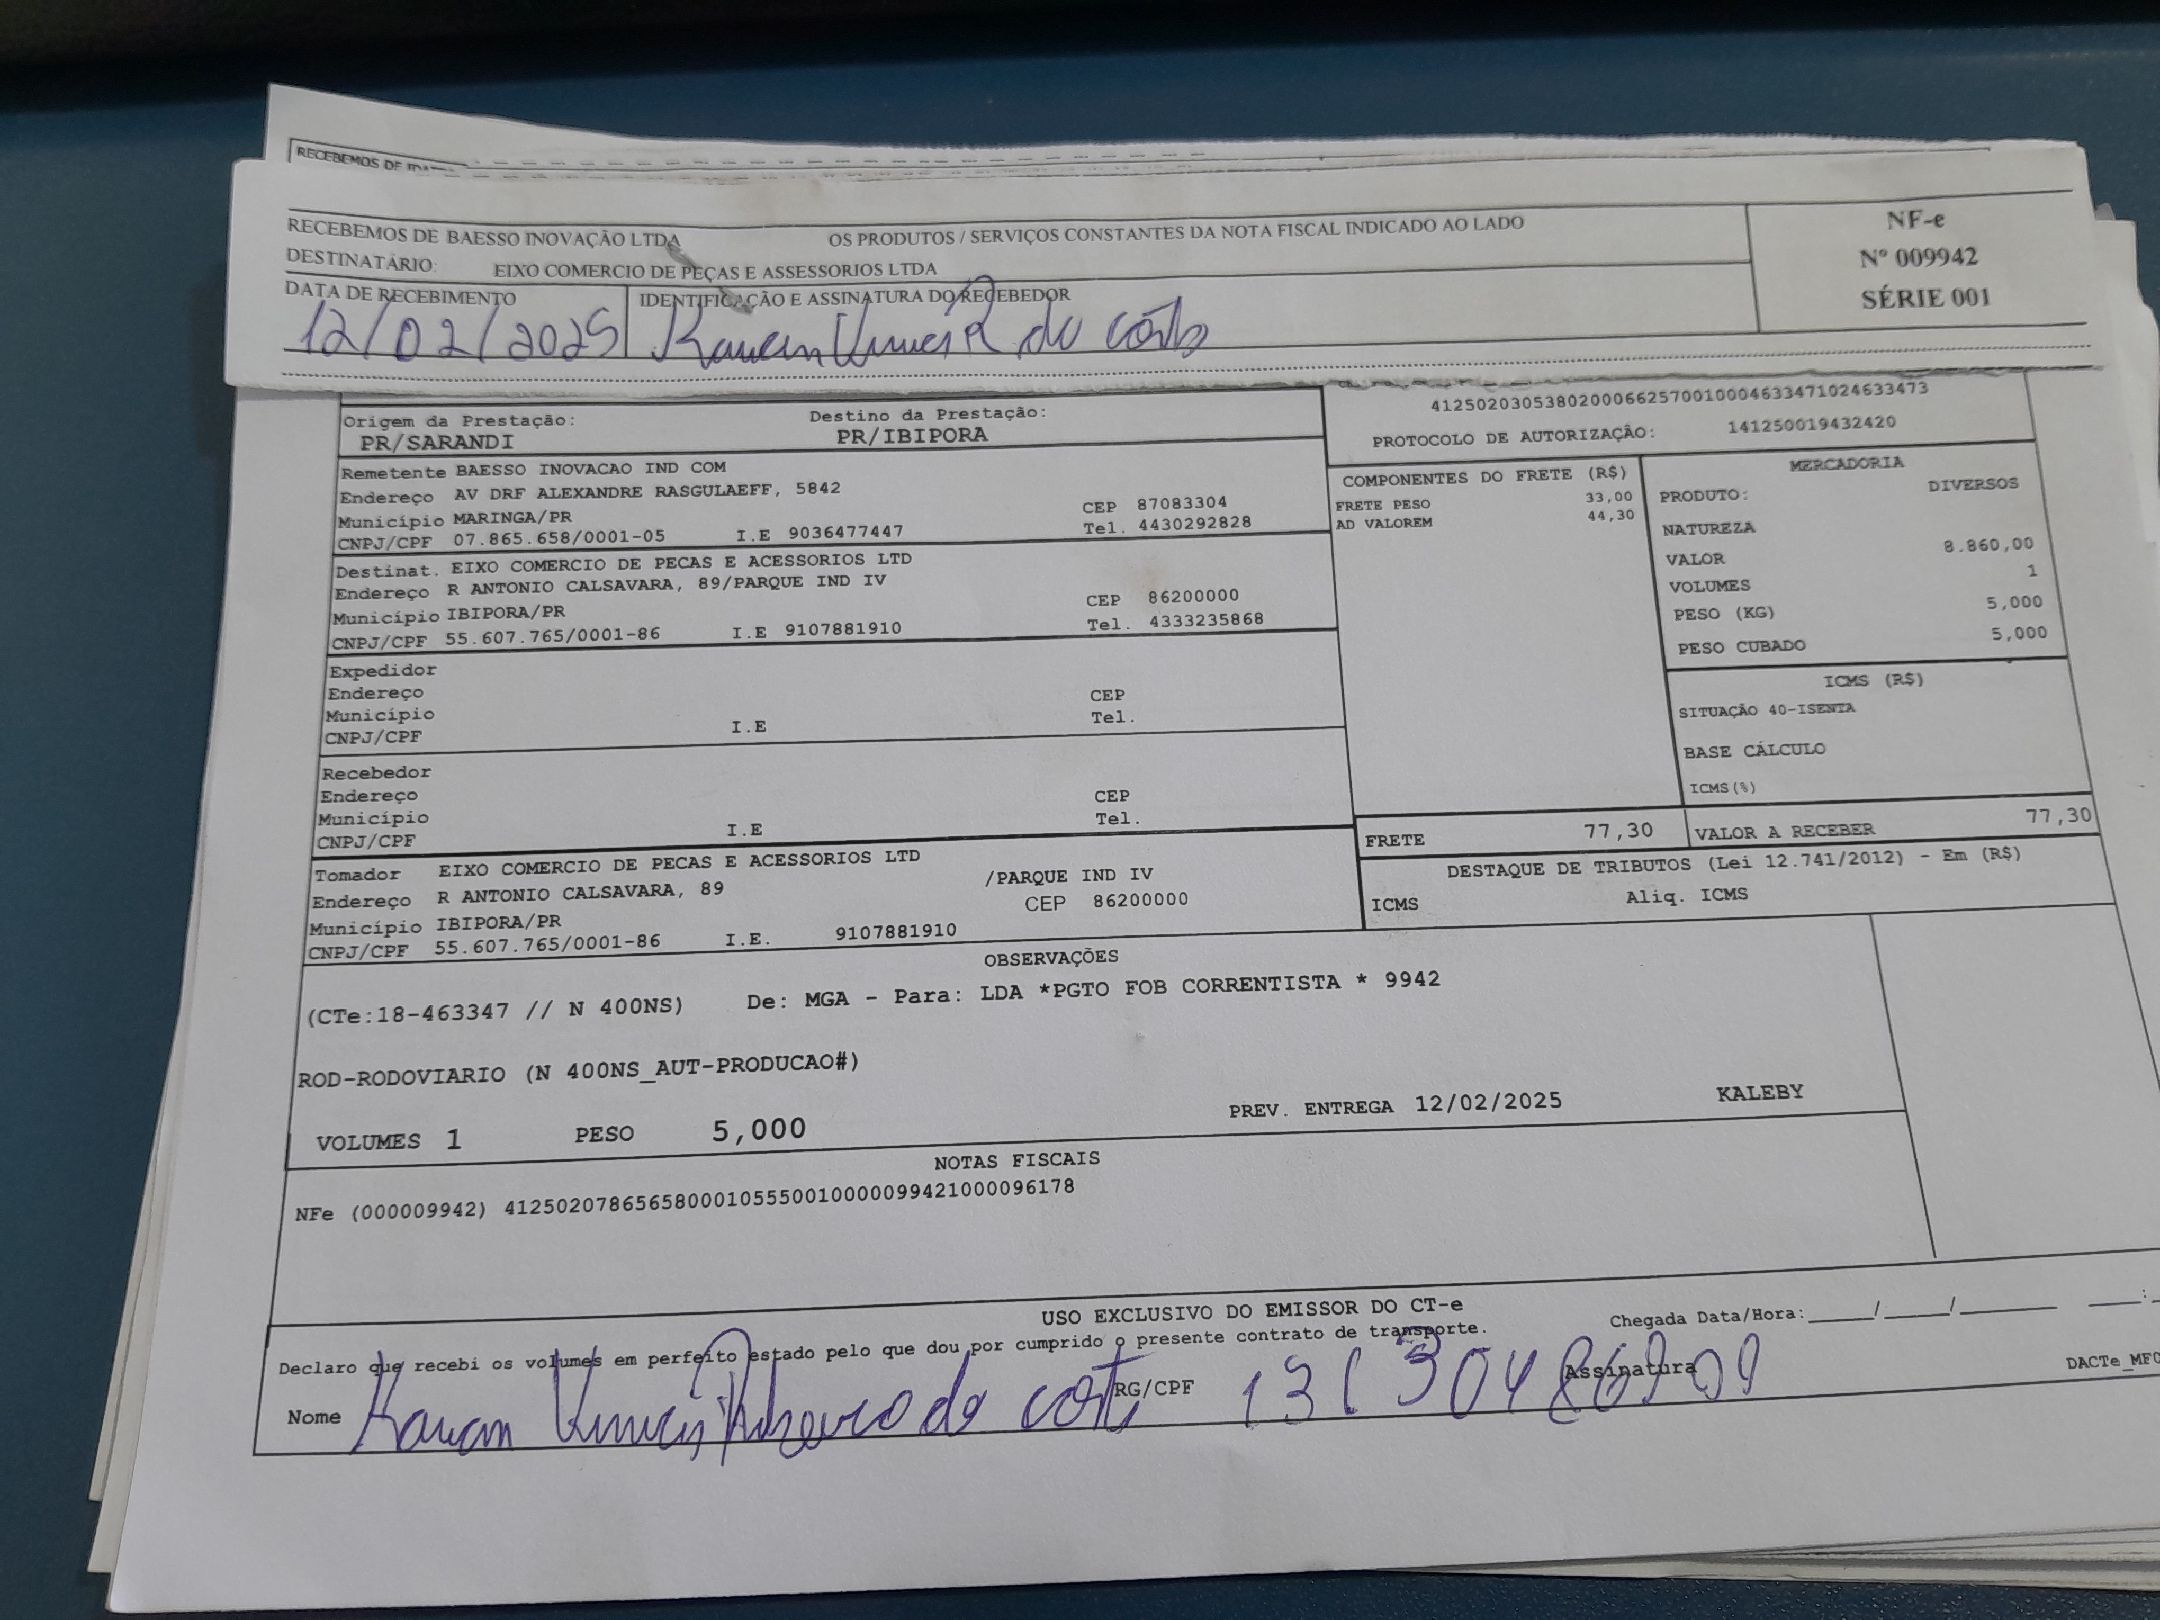 RECEBEMOS DE
RECEBEMOS DE BAESSO INOVAÇÃO LTDA OS PRODUTOS / SERVIÇOS CONSTANTES DA NOTA FISCAL INDICADO AO LADO
DESTINATÁRIO: EIXO COMERCIO DE PEÇAS E ASSESSORIOS LTDA
DATA DE RECEBIMENTO IDENTIFICAÇÃO E ASSINATURA DO RECEBEDOR
12/02/2025
NF-e
Nº 009942
SÉRIE 001
41250203053802000662570010004633471024633473
PROTOCOLO DE AUTORIZAÇÃO: 141250019432420
Origem da Prestação: Destino da Prestação:
PR/SARANDI PR/IBIPORA
Remetente BAESSO INOVACAO IND COM
Endereço AV DRF ALEXANDRE RASGULAEFF, 5842 CEP 87083304
Município MARINGA/PR Tel. 4430292828
CNPJ/CPF 07.865.658/0001-05 I.E 9036477447
Destinat. EIXO COMERCIO DE PECAS E ACESSORIOS LTD
Endereço R ANTONIO CALSAVARA, 89/PARQUE IND IV CEP 86200000
Município IBIPORA/PR Tel. 4333235868
CNPJ/CPF 55.607.765/0001-86 I.E 9107881910
Expedidor
Endereço CEP
Município Tel.
CNPJ/CPF I.E
Recebedor
Endereço CEP
Município Tel.
CNPJ/CPF I.E
Tomador EIXO COMERCIO DE PECAS E ACESSORIOS LTD
Endereço R ANTONIO CALSAVARA, 89 /PARQUE IND IV
Município IBIPORA/PR CEP 86200000
CNPJ/CPF 55.607.765/0001-86 I.E. 9107881910
COMPONENTES DO FRETE (R$)
FRETE PESO 33,00
AD VALOREM 44,30
MERCADORIA
PRODUTO: DIVERSOS
NATUREZA
VALOR 8.860,00
VOLUMES 1
PESO (KG) 5,000
PESO CUBADO 5,000
ICMS (R$)
SITUAÇÃO 40-ISENTA
BASE CÁLCULO
ICMS(%)
FRETE 77,30 VALOR A RECEBER 77,30
DESTAQUE DE TRIBUTOS (Lei 12.741/2012) - Em (R$)
ICMS Aliq. ICMS
OBSERVAÇÕES
(CTe:18-463347 // N 400NS) De: MGA - Para: LDA *PGTO FOB CORRENTISTA * 9942
ROD-RODOVIARIO (N 400NS_AUT-PRODUCAO#)
VOLUMES 1 PESO 5,000 PREV. ENTREGA 12/02/2025 KALEBY
NOTAS FISCAIS
NFe (000009942) 41250207865658000105550010000099421000096178
USO EXCLUSIVO DO EMISSOR DO CT-e
Declaro que recebi os volumes em perfeito estado pelo que dou por cumprido o presente contrato de transporte. Chegada Data/Hora:____/____/______ ___:
Nome RG/CPF Assinatura DACTe_MFC